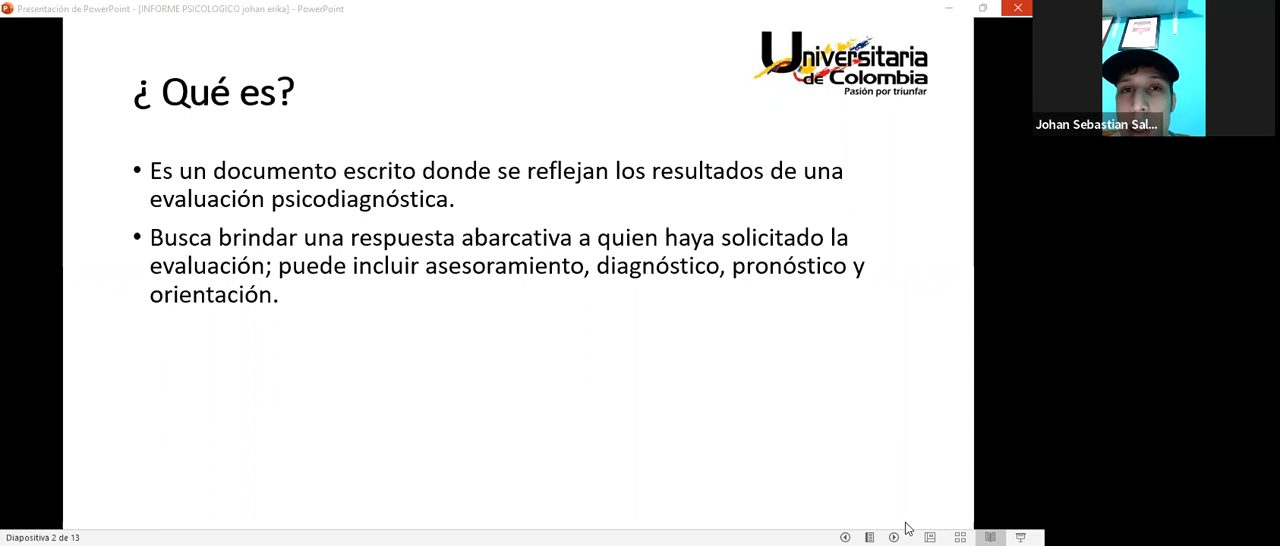 Presentación de PowerPoint - [INFORME PSICOLOGICO johan erika] - PowerPoint
Universitaria
de Colombia
Pasión por triunfar
¿ Qué es?
Johan Sebastian Sal...
• Es un documento escrito donde se reflejan los resultados de una
evaluación psicodiagnóstica.
• Busca brindar una respuesta abarcativa a quien haya solicitado la
evaluación; puede incluir asesoramiento, diagnóstico, pronóstico y
orientación.
Diapositiva 2 de 13